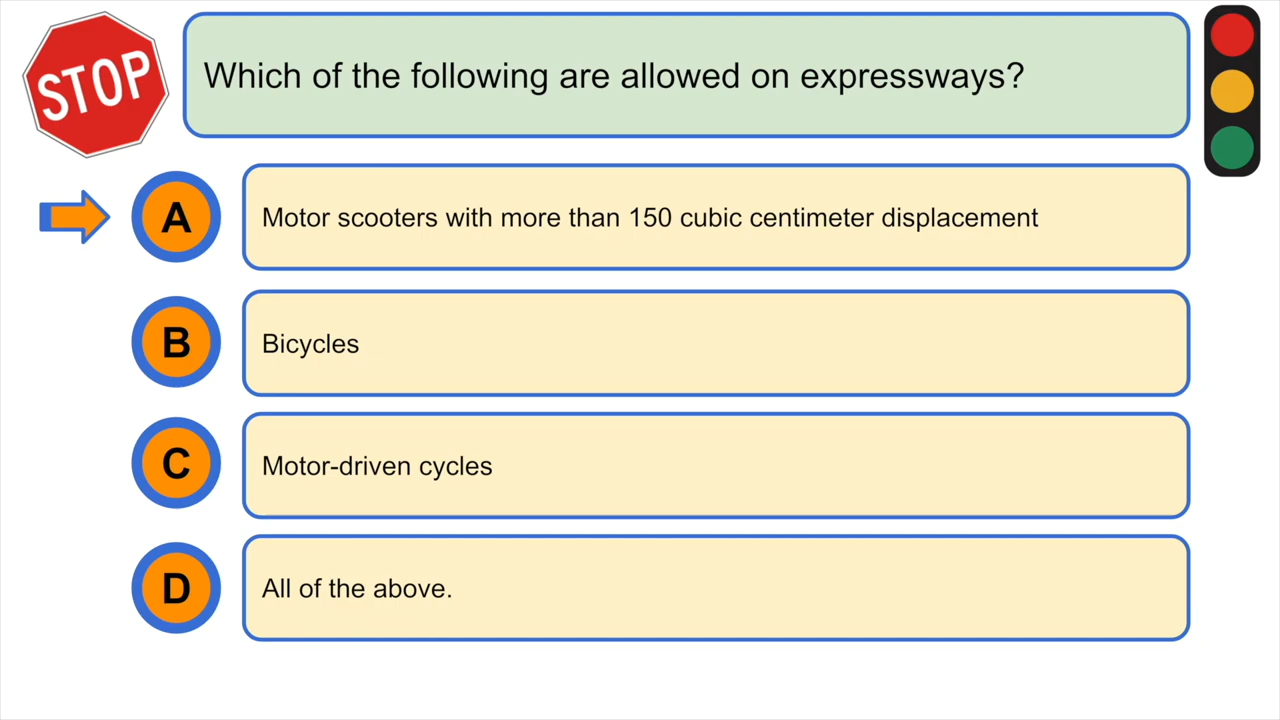 STOP
Which of the following are allowed on expressways?
A
Motor scooters with more than 150 cubic centimeter displacement
B
Bicycles
C
Motor-driven cycles
D
All of the above.